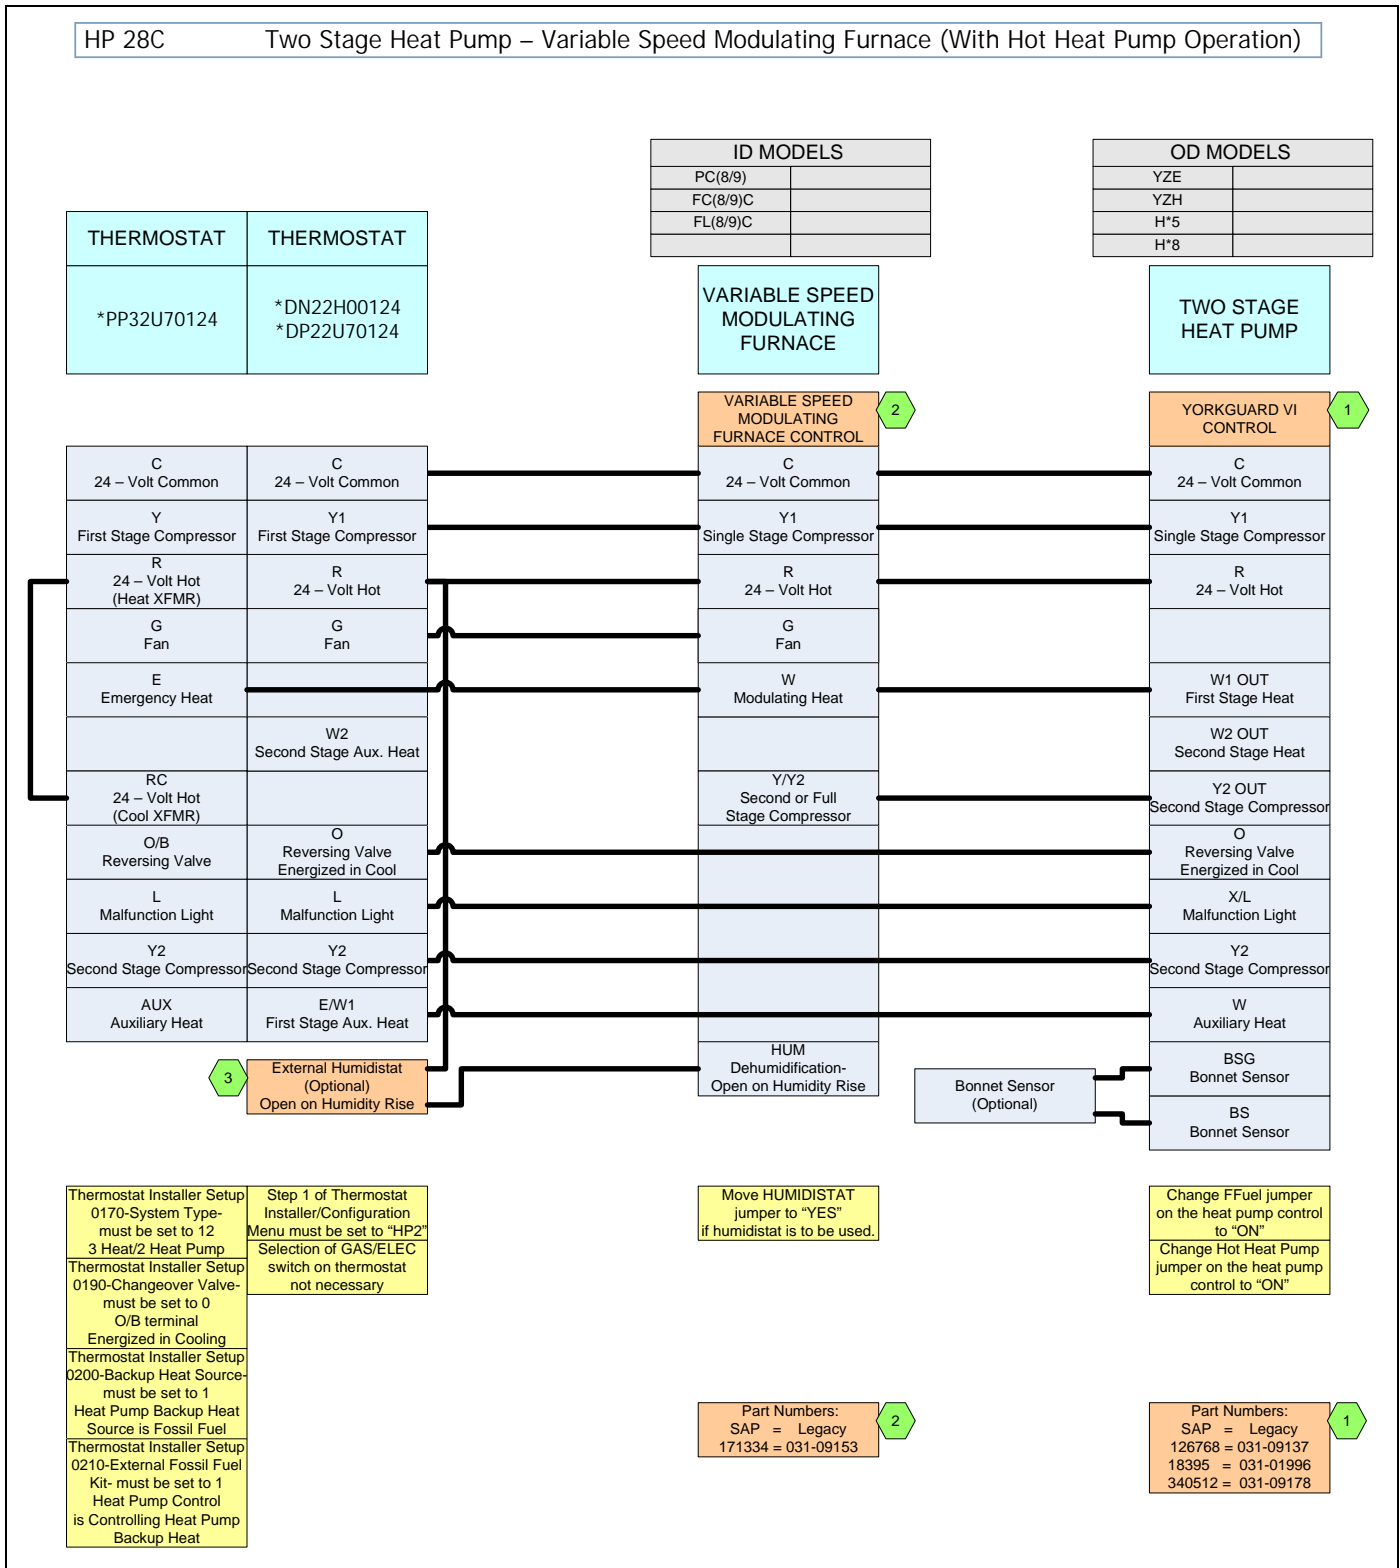 HP 28C Two Stage Heat Pump – Variable Speed Modulating Furnace (With Hot Heat Pump Operation)
ID MODELS
PC(8/9)
FC(8/9)C
FL(8/9)C
OD MODELS
YZE
YZH
H*5
H*8
THERMOSTAT
THERMOSTAT
*PP32U70124
*DN22H00124
*DP22U70124
VARIABLE SPEED
MODULATING
FURNACE
TWO STAGE
HEAT PUMP
VARIABLE SPEED
MODULATING
FURNACE CONTROL
2
YORKGUARD VI
CONTROL
1
C
24 – Volt Common
C
24 – Volt Common
C
24 – Volt Common
C
24 – Volt Common
Y
First Stage Compressor
Y1
First Stage Compressor
Y1
Single Stage Compressor
Y1
Single Stage Compressor
R
24 – Volt Hot
(Heat XFMR)
R
24 – Volt Hot
R
24 – Volt Hot
R
24 – Volt Hot
G
Fan
G
Fan
G
Fan
E
Emergency Heat
W
Modulating Heat
W1 OUT
First Stage Heat
W2
Second Stage Aux. Heat
W2 OUT
Second Stage Heat
RC
24 – Volt Hot
(Cool XFMR)
Y/Y2
Second or Full
Stage Compressor
Y2 OUT
Second Stage Compressor
O/B
Reversing Valve
O
Reversing Valve
Energized in Cool
O
Reversing Valve
Energized in Cool
L
Malfunction Light
L
Malfunction Light
X/L
Malfunction Light
Y2
Second Stage Compressor
Y2
Second Stage Compressor
Y2
Second Stage Compressor
AUX
Auxiliary Heat
E/W1
First Stage Aux. Heat
W
Auxiliary Heat
3
External Humidistat
(Optional)
Open on Humidity Rise
HUM
Dehumidification-
Open on Humidity Rise
Bonnet Sensor
(Optional)
BSG
Bonnet Sensor
BS
Bonnet Sensor
Thermostat Installer Setup
0170-System Type-
must be set to 12
3 Heat/2 Heat Pump
Thermostat Installer Setup
0190-Changeover Valve-
must be set to 0
O/B terminal
Energized in Cooling
Thermostat Installer Setup
0200-Backup Heat Source-
must be set to 1
Heat Pump Backup Heat
Source is Fossil Fuel
Thermostat Installer Setup
0210-External Fossil Fuel
Kit- must be set to 1
Heat Pump Control
is Controlling Heat Pump
Backup Heat
Step 1 of Thermostat
Installer/Configuration
Menu must be set to “HP2”
Selection of GAS/ELEC
switch on thermostat
not necessary
Move HUMIDISTAT
jumper to “YES”
if humidistat is to be used.
Change FFuel jumper
on the heat pump control
to “ON”
Change Hot Heat Pump
jumper on the heat pump
control to “ON”
Part Numbers:
SAP = Legacy
171334 = 031-09153
2
Part Numbers:
SAP = Legacy
126768 = 031-09137
18395 = 031-01996
340512 = 031-09178
1